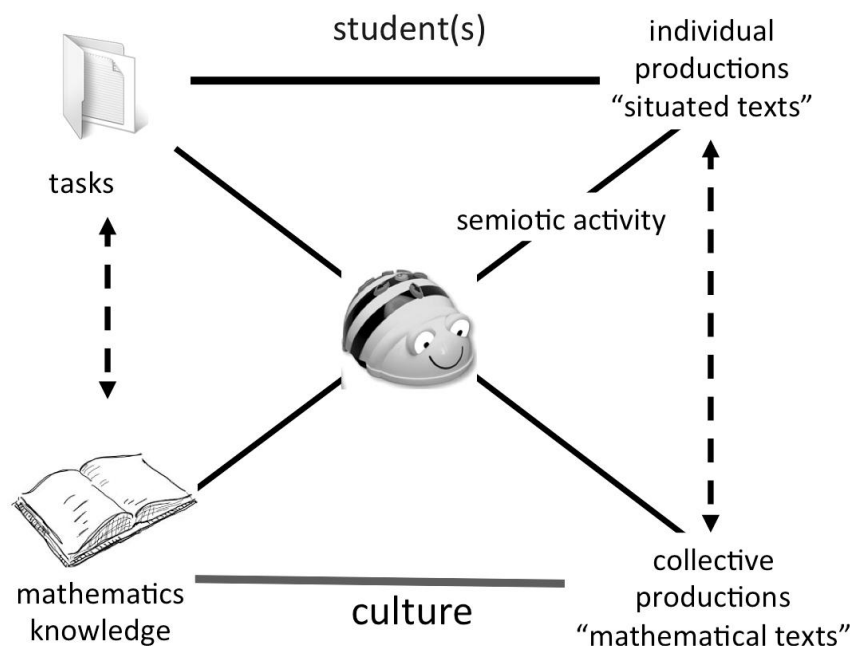 student(s)
individual
productions
“situated texts”
tasks
semiotic activity
mathematics
knowledge
culture
collective
productions
“mathematical texts”